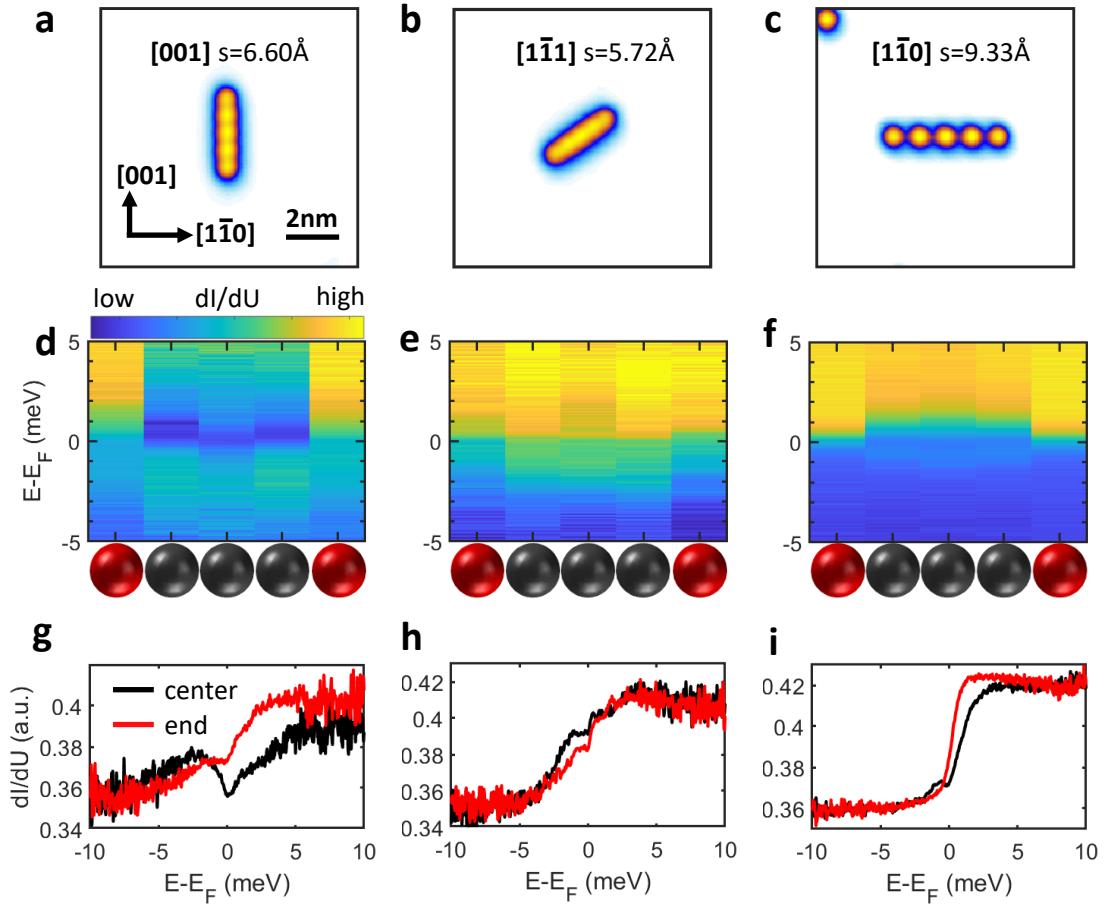 a b c
[001] s=6.60Å [11̅1] s=5.72Å [11̅0] s=9.33Å
[001]
[11̅0] 2nm
low dI/dU high
d e f
5 5 5
E-E_F (meV) 0 0 0
-5 -5 -5
g h i
center
end
dI/dU (a.u.)
0.4 0.42 0.42
0.38 0.4 0.4
0.36 0.38 0.38
0.34 0.36 0.36
0.34
-10 -5 0 5 10 -10 -5 0 5 10 -10 -5 0 5 10
E-E_F (meV) E-E_F (meV) E-E_F (meV)